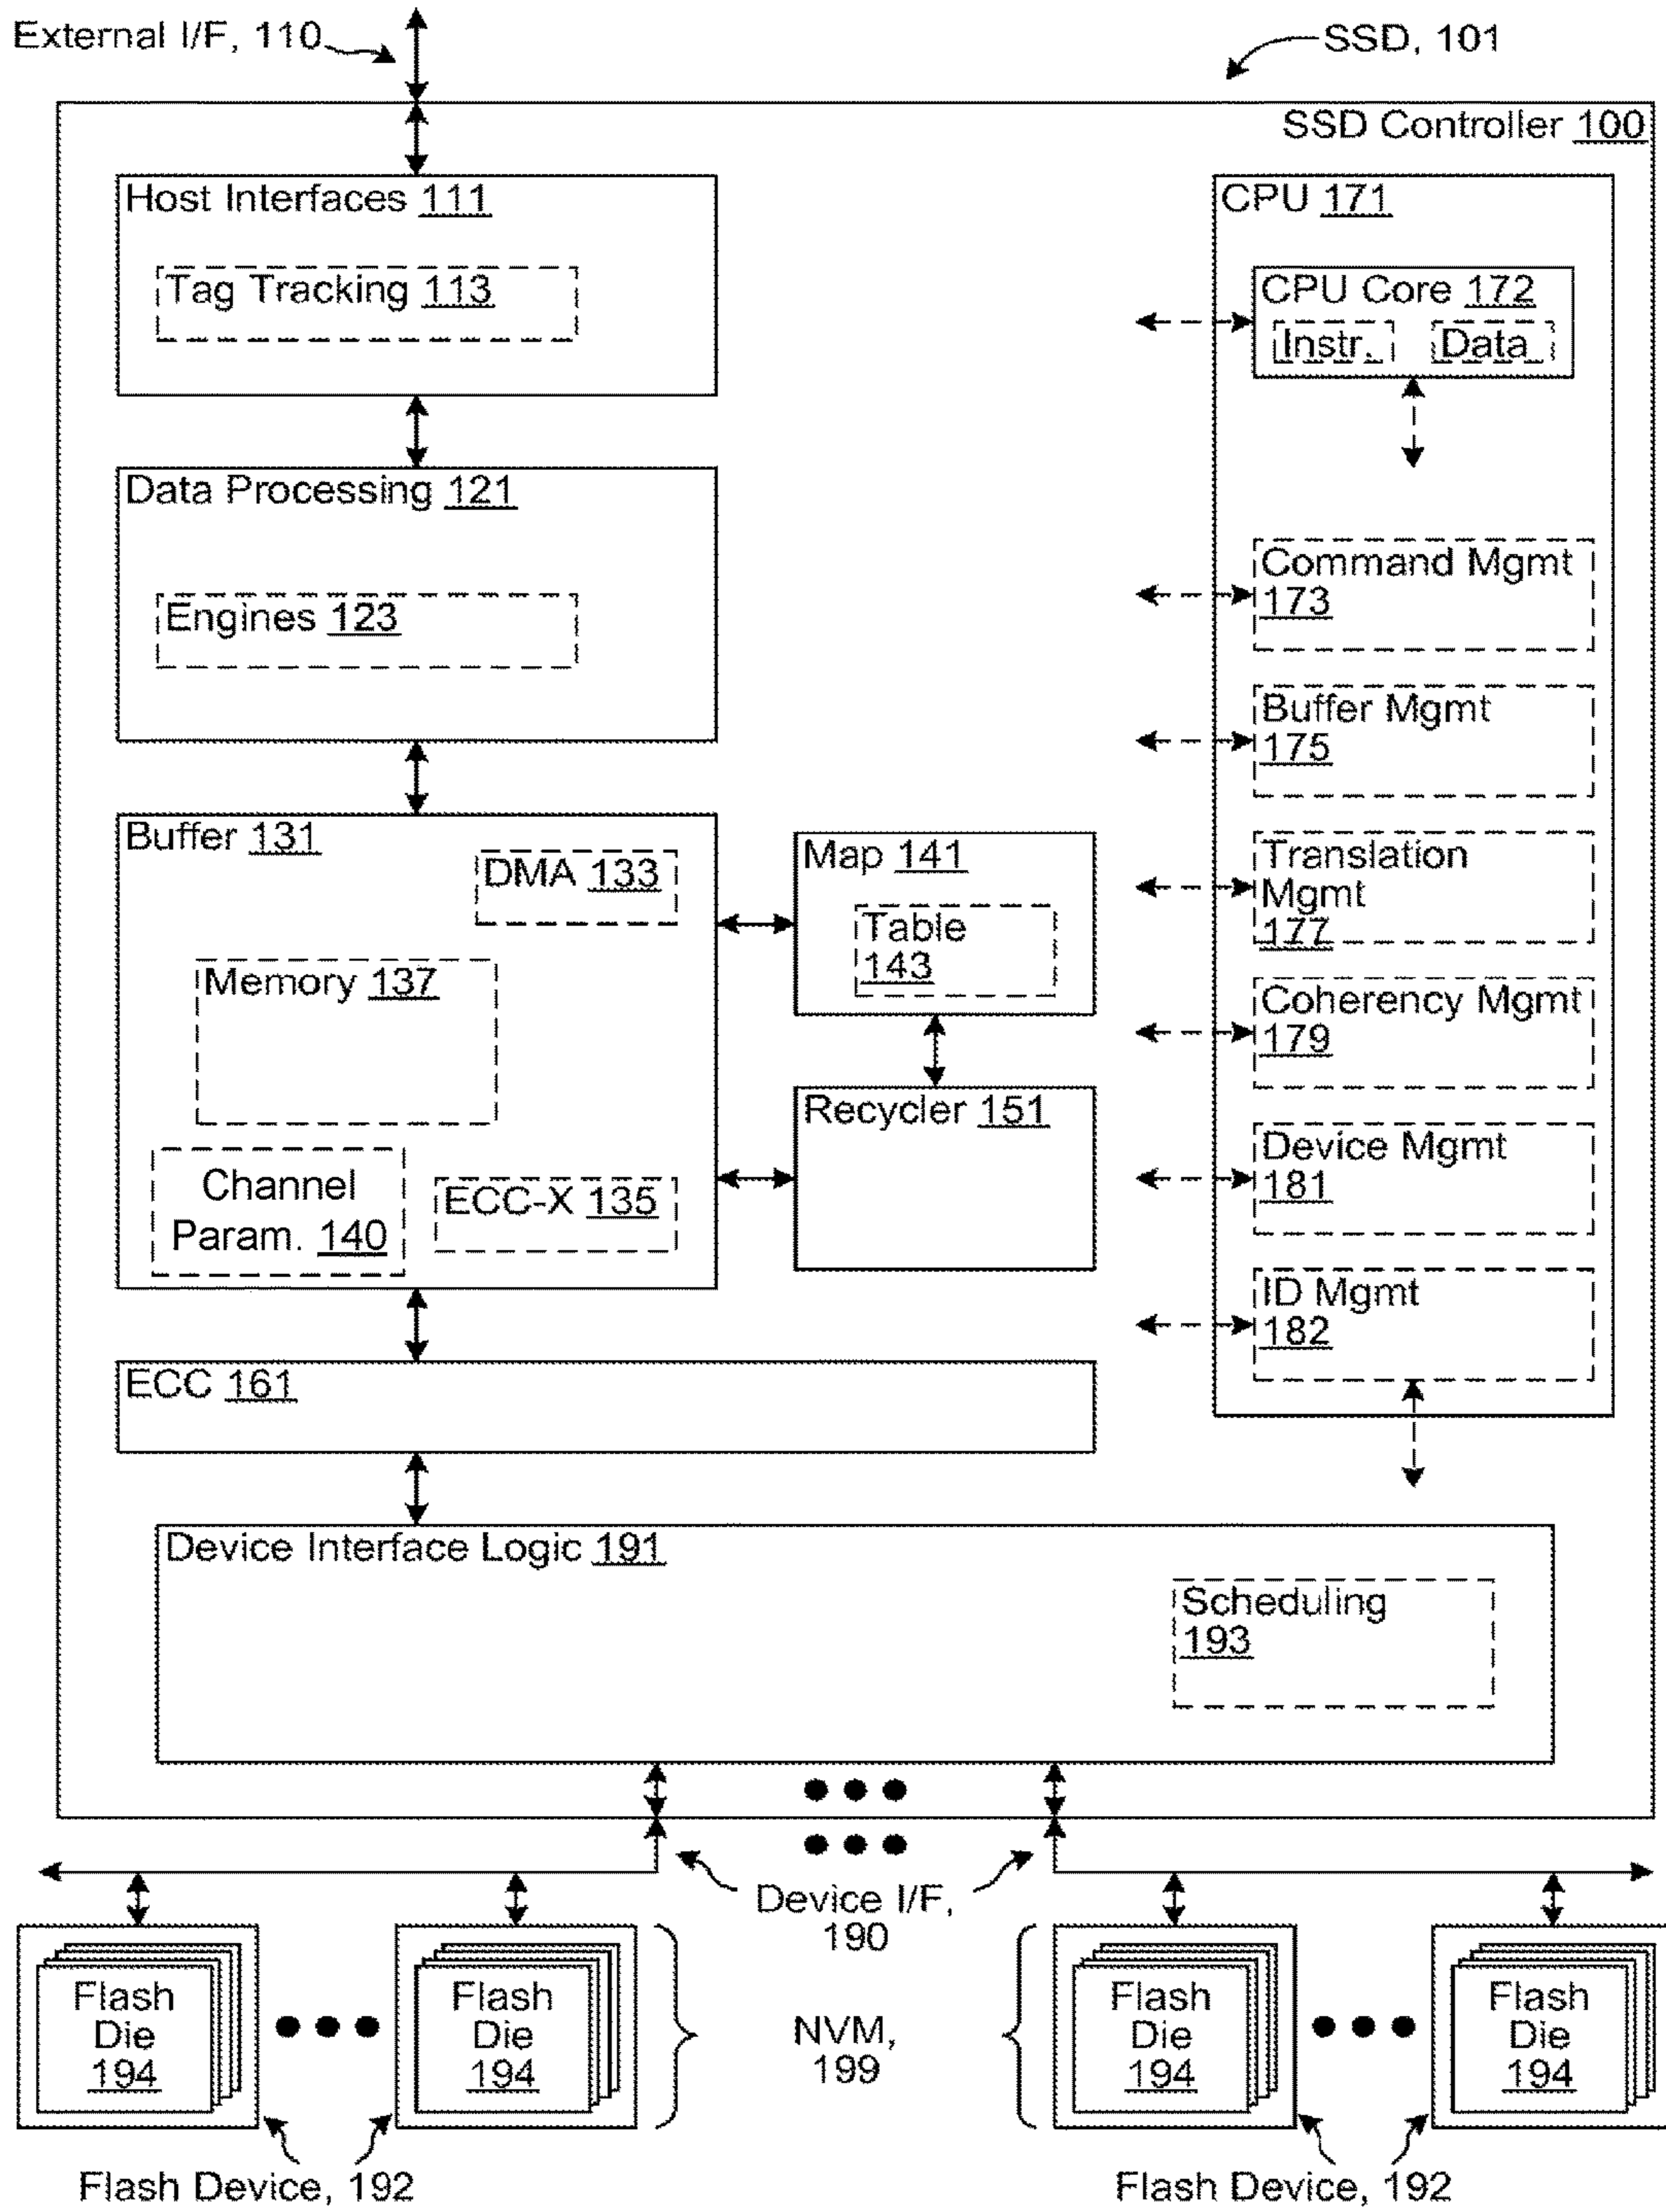 External I/F, 110
SSD, 101
SSD Controller 100
Host Interfaces 111
Tag Tracking 113
CPU 171
CPU Core 172
Instr.
Data
Data Processing 121
Engines 123
Command Mgmt
173
Buffer Mgmt
175
Buffer 131
DMA 133
Memory 137
Channel
Param. 140
ECC-X 135
Map 141
Table
143
Recycler 151
Translation
Mgmt
177
Coherency Mgmt
179
Device Mgmt
181
ID Mgmt
182
ECC 161
Device Interface Logic 191
Scheduling
193
Device I/F,
190
Flash
Die
194
Flash
Die
194
NVM,
199
Flash
Die
194
Flash
Die
194
Flash Device, 192
Flash Device, 192